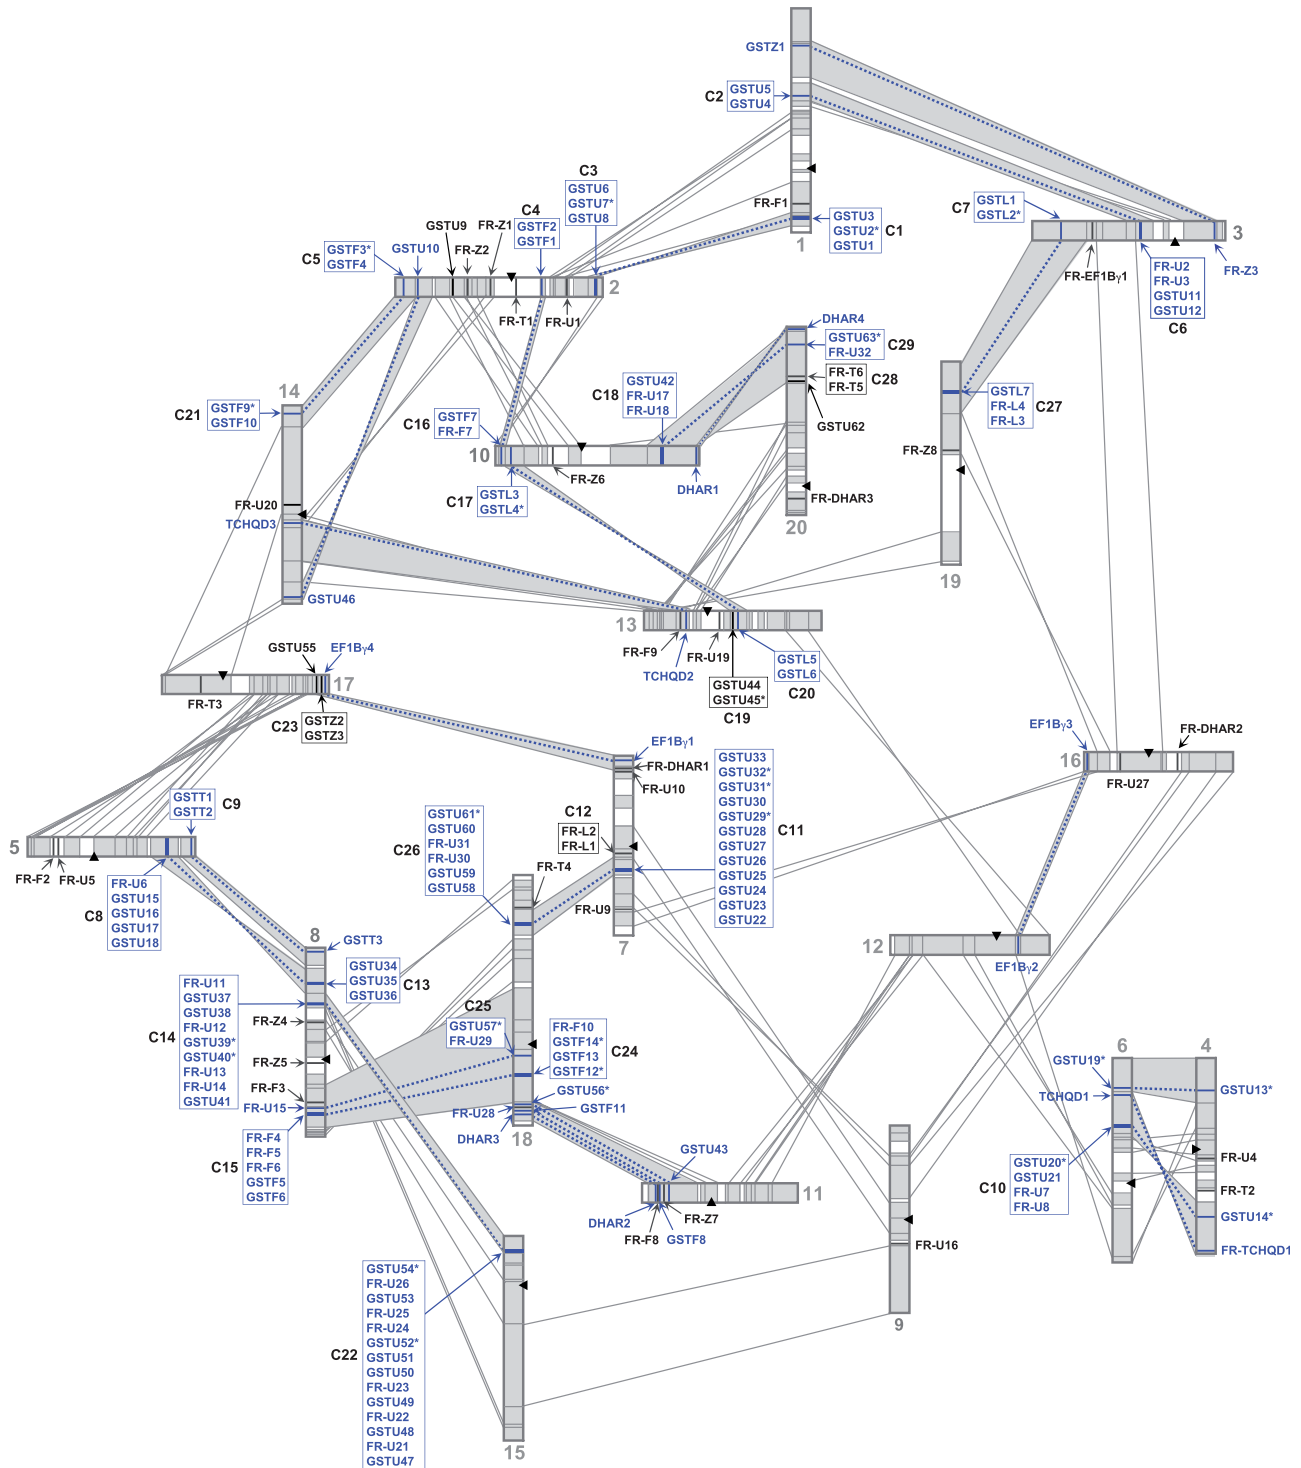 GSTZ1
C2
GSTU5
GSTU4
FR-F1
GSTU3
GSTU2*
GSTU1
C1
1
C7
GSTL1
GSTL2*
3
FR-EF1Bγ1
FR-U2
FR-U3
GSTU11
GSTU12
C6
FR-Z3
C3
GSTU6
GSTU7*
GSTU8
C4
GSTF2
GSTF1
FR-Z1
GSTU9
FR-Z2
GSTU10
C5
GSTF3*
GSTF4
2
FR-T1
FR-U1
DHAR4
GSTU63*
FR-U32
C29
FR-T6
FR-T5
C28
GSTU62
FR-DHAR3
20
C18
GSTU42
FR-U17
FR-U18
C16
GSTF7
FR-F7
10
FR-Z6
DHAR1
C17
GSTL3
GSTL4*
14
C21
GSTF9*
GSTF10
FR-U20
TCHQD3
GSTU46
GSTL7
FR-L4
FR-L3
C27
FR-Z8
19
13
FR-F9
TCHQD2
FR-U19
GSTU44
GSTU45*
C19
GSTL5
GSTL6
C20
GSTU55
EF1Bγ4
17
FR-T3
C23
GSTZ2
GSTZ3
EF1Bγ3
FR-DHAR2
16
FR-U27
EF1Bγ1
FR-DHAR1
FR-U10
C12
FR-L2
FR-L1
FR-U9
7
GSTU33
GSTU32*
GSTU31*
GSTU30
GSTU29*
GSTU28
GSTU27
GSTU26
GSTU25
GSTU24
GSTU23
GSTU22
C11
C26
GSTU61*
GSTU60
FR-U31
FR-U30
GSTU59
GSTU58
FR-T4
GSTT1
GSTT2
C9
5
FR-F2
FR-U5
C8
FR-U6
GSTU15
GSTU16
GSTU17
GSTU18
8
GSTT3
GSTU34
GSTU35
GSTU36
C13
C14
FR-U11
GSTU37
GSTU38
FR-U12
GSTU39*
GSTU40*
FR-U13
FR-U14
GSTU41
FR-Z4
FR-Z5
FR-F3
FR-U15
C15
FR-F4
FR-F5
FR-F6
GSTF5
GSTF6
C25
GSTU57*
FR-U29
FR-F10
GSTF14*
GSTF13
GSTF12*
C24
GSTU56*
GSTF11
FR-U28
DHAR3
18
12
EF1Bγ2
GSTU43
11
DHAR2
FR-F8
FR-Z7
GSTF8
6
4
GSTU19*
TCHQD1
GSTU13*
C10
GSTU20*
GSTU21
FR-U7
FR-U8
FR-U4
FR-T2
GSTU14*
FR-TCHQD1
FR-U16
9
C22
GSTU54*
FR-U26
GSTU53
FR-U25
FR-U24
GSTU52*
GSTU51
GSTU50
FR-U23
GSTU49
FR-U22
GSTU48
FR-U21
GSTU47
15